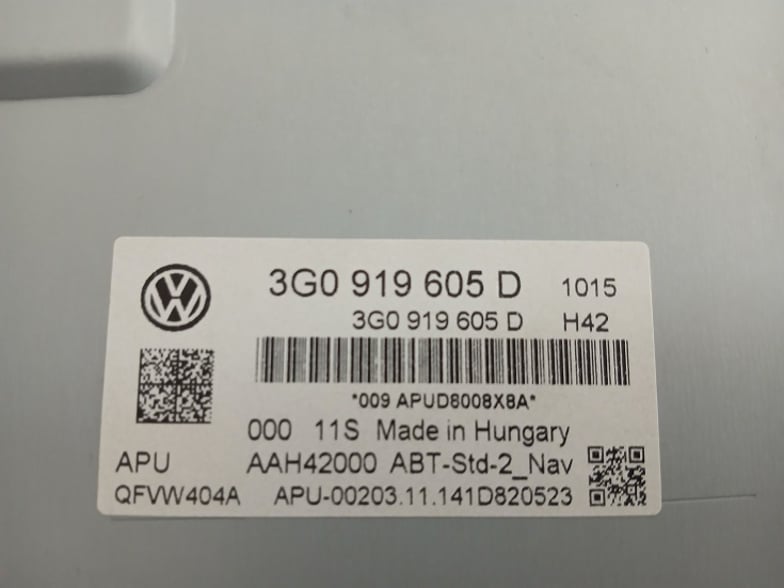 3G0 919 605 D 1015
3G0 919 605 D H42
*009 APUD8008X8A*
000 11S Made in Hungary
APU AAH42000 ABT-Std-2_Nav
QFVW404A APU-00203.11.141D820523